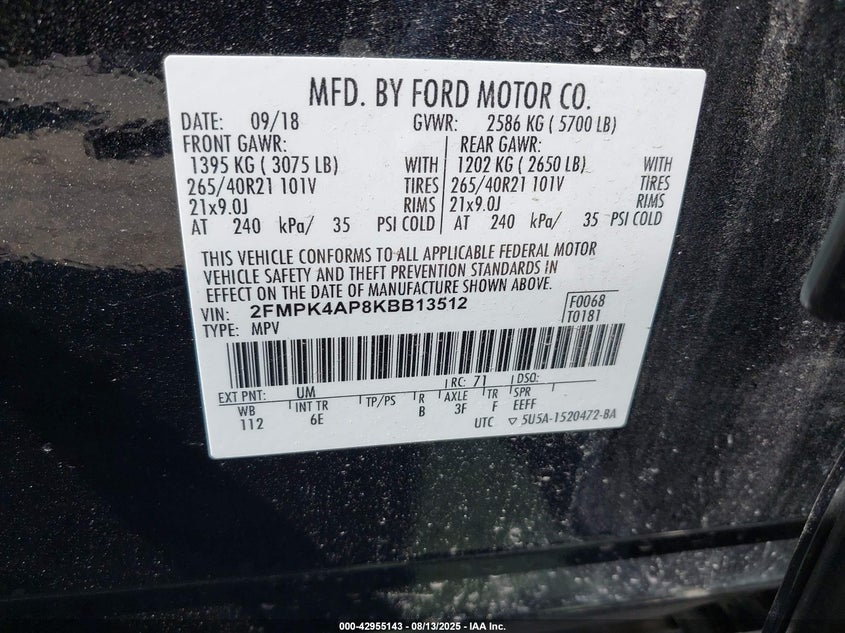 MFD. BY FORD MOTOR CO.
DATE: 09/18 GVWR: 2586 KG ( 5700 LB)
FRONT GAWR: REAR GAWR:
1395 KG ( 3075 LB) WITH 1202 KG ( 2650 LB) WITH
265/40R21 101V TIRES 265/40R21 101V TIRES
21x9.0J RIMS 21x9.0J RIMS
AT 240 kPa/ 35 PSI COLD AT 240 kPa/ 35 PSI COLD
THIS VEHICLE CONFORMS TO ALL APPLICABLE FEDERAL MOTOR
VEHICLE SAFETY AND THEFT PREVENTION STANDARDS IN
EFFECT ON THE DATE OF MANUFACTURE SHOWN ABOVE.
VIN: 2FMPK4AP8KBB13512 F0068
TYPE: MPV T0181
EXT PNT: UM RC: 71 DSO:
WB INT TR TP/PS R AXLE TR SPR
112 6E B 3F F EEFF
UTC ▽ 5U5A-1520472-BA
000-42955143 - 08/13/2025 - IAA Inc.